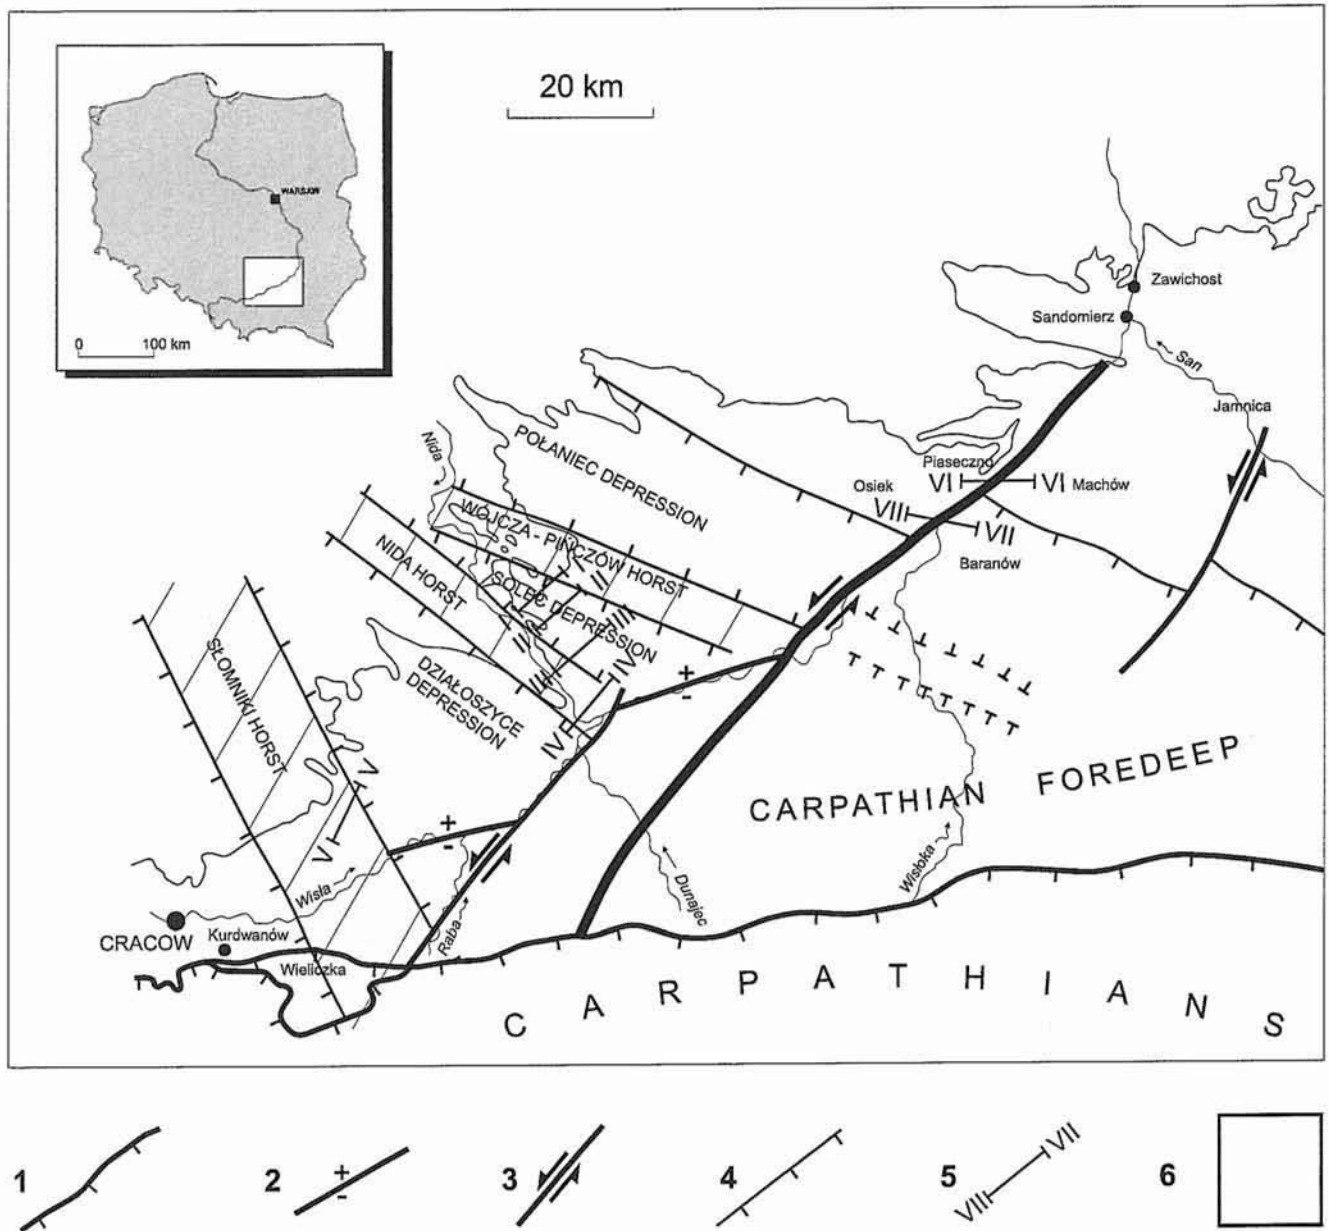 20 km
WARSAW
0 100 km
Zawichost
Sandomierz
San
Jamnica
Nida
POŁANIEC DEPRESSION
Piaseczno
VI VI
Machów
Osiek
VIII VII
Baranów
WÓJCZA - PIŃCZÓW HORST
NIDA HORST
SOLEC DEPRESSION
II
II
III
III
IV
IV
DZIAŁOSZYCE
DEPRESSION
+
-
SŁOMNIKI HORST
V
V
+
-
CARPATHIAN FOREDEEP
Wisła
Raba
Dunajec
Wisłoka
CRACOW
Kurdwanów
Wieliczka
CARPATHIANS
1
2 + -
3
4
5 VIII VII
6